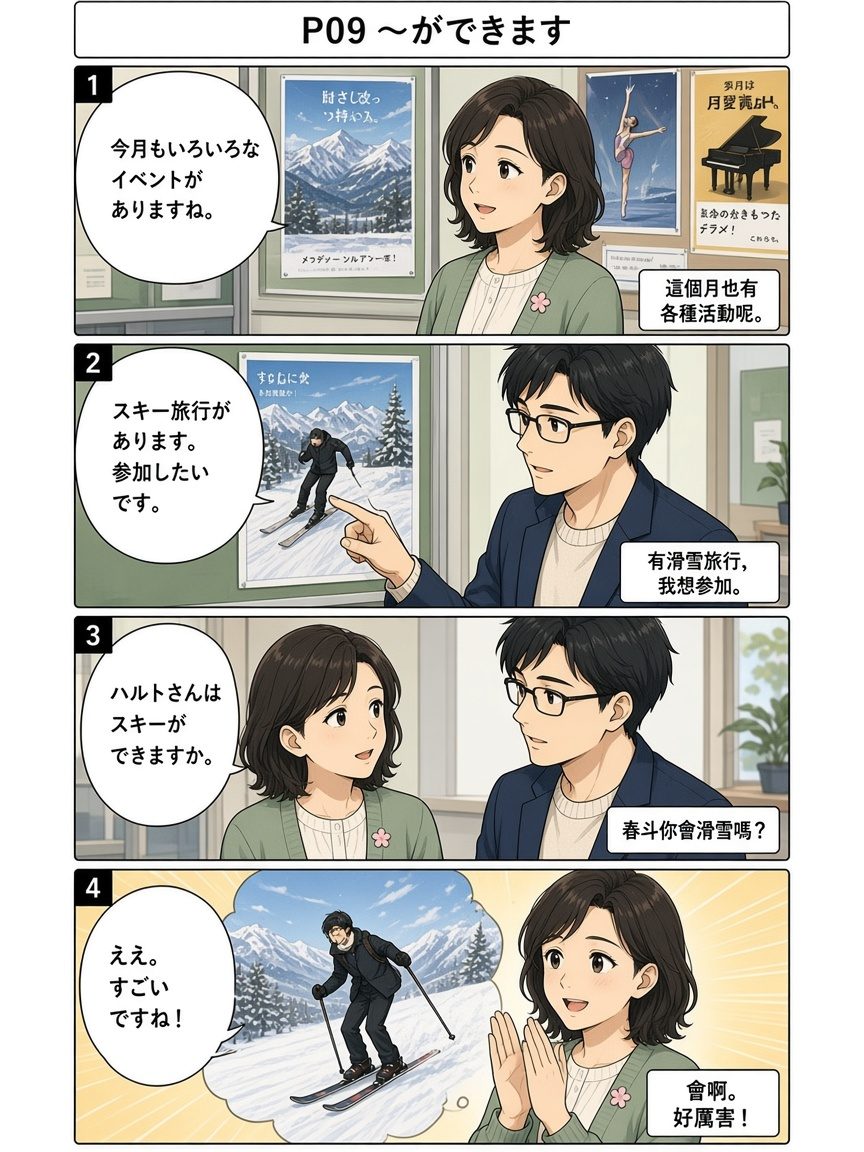 P09 ~ができます
1
今月もいろいろな
イベントが
ありますね。
這個月也有
各種活動呢。
2
スキー旅行が
あります。
参加したい
です。
有滑雪旅行,
我想參加。
3
ハルトさんは
スキーが
できますか。
春斗你會滑雪嗎?
4
ええ。
すごい
ですね!
會啊。
好厲害!